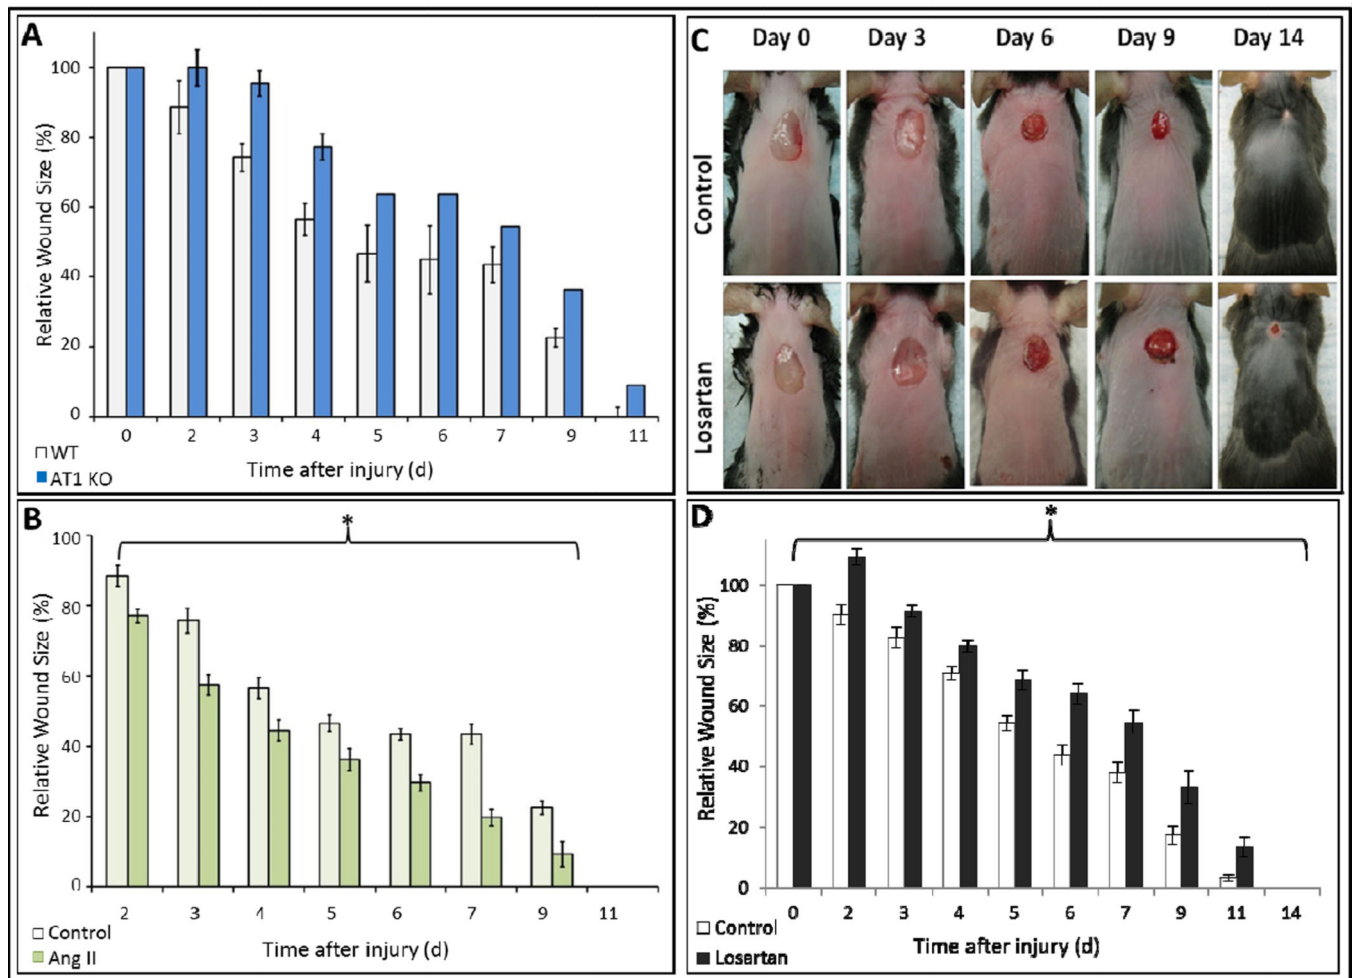 A
100
80
60
40
20
0
Relative Wound Size (%)
0 2 3 4 5 6 7 9 11
Time after injury (d)
WT
AT1 KO
B
*
100
80
60
40
20
0
Relative Wound Size (%)
2 3 4 5 6 7 9 11
Time after injury (d)
Control
Ang II
C
Day 0 Day 3 Day 6 Day 9 Day 14
Control
Losartan
D
*
100
80
60
40
20
0
Relative Wound Size (%)
0 2 3 4 5 6 7 9 11 14
Time after injury (d)
Control
Losartan